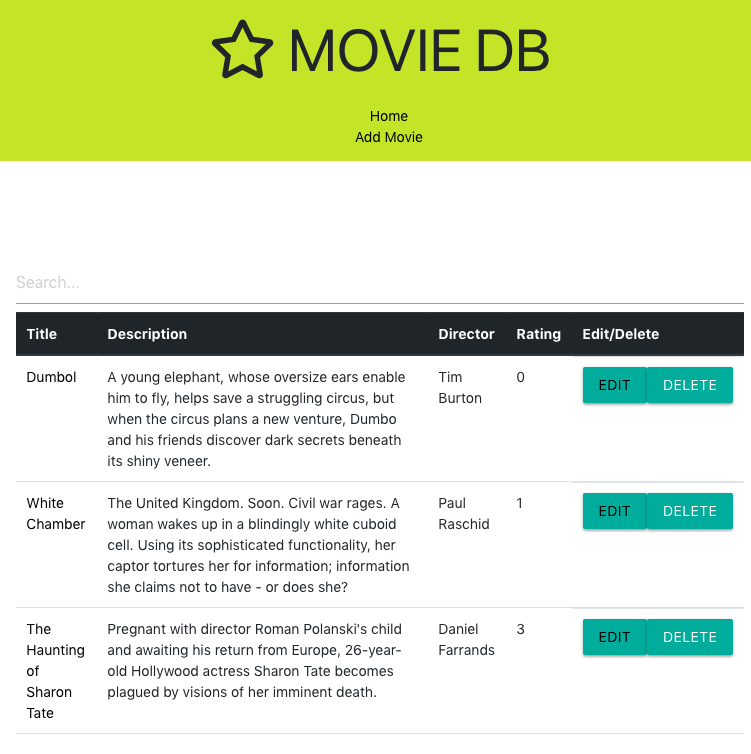 MOVIE DB
Home
Add Movie
Search...
Title Description Director Rating Edit/Delete
Dumbol A young elephant, whose oversize ears enable Tim 0 EDIT DELETE
him to fly, helps save a struggling circus, but Burton
when the circus plans a new venture, Dumbo
and his friends discover dark secrets beneath
its shiny veneer.
White The United Kingdom. Soon. Civil war rages. A Paul 1 EDIT DELETE
Chamber woman wakes up in a blindingly white cuboid Raschid
cell. Using its sophisticated functionality, her
captor tortures her for information; information
she claims not to have - or does she?
The Pregnant with director Roman Polanski's child Daniel 3 EDIT DELETE
Haunting and awaiting his return from Europe, 26-year- Farrands
of old Hollywood actress Sharon Tate becomes
Sharon plagued by visions of her imminent death.
Tate